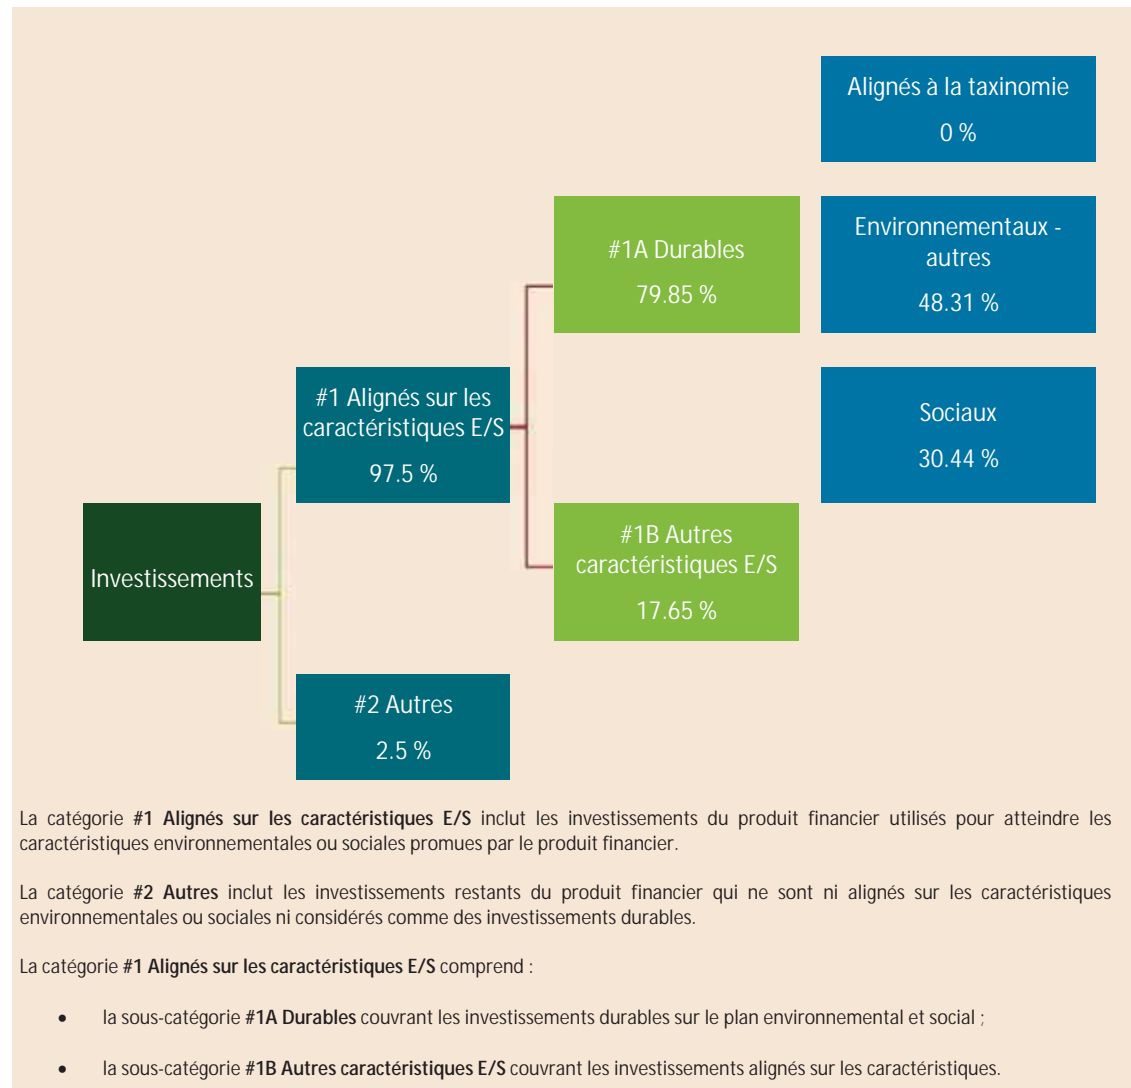 Alignés à la taxinomie
0 %
#1A Durables
79.85 %
Environnementaux -
autres
48.31 %
#1 Alignés sur les
caractéristiques E/S
97.5 %
Sociaux
30.44 %
Investissements
#1B Autres
caractéristiques E/S
17.65 %
#2 Autres
2.5 %
La catégorie #1 Alignés sur les caractéristiques E/S inclut les investissements du produit financier utilisés pour atteindre les
caractéristiques environnementales ou sociales promues par le produit financier.
La catégorie #2 Autres inclut les investissements restants du produit financier qui ne sont ni alignés sur les caractéristiques
environnementales ou sociales ni considérés comme des investissements durables.
La catégorie #1 Alignés sur les caractéristiques E/S comprend :
• la sous-catégorie #1A Durables couvrant les investissements durables sur le plan environnemental et social ;
• la sous-catégorie #1B Autres caractéristiques E/S couvrant les investissements alignés sur les caractéristiques.